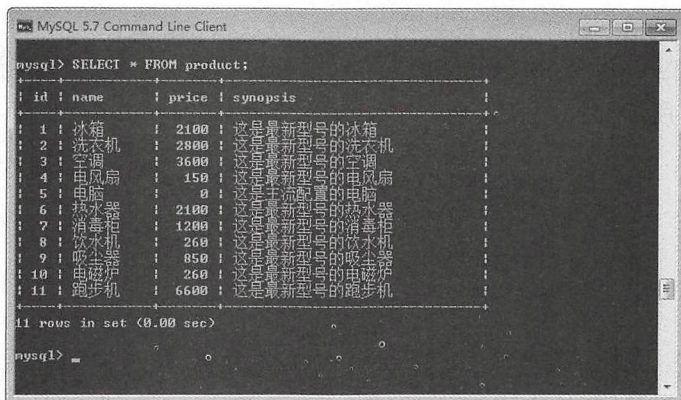 MySQL 5.7 Command Line Client
mysql> SELECT * FROM product;
id | name | price | synopsis
1 | 冰箱 | 2100 | 这是最新型号的冰箱
2 | 洗衣机 | 2800 | 这是最新型号的洗衣机
3 | 空调 | 3600 | 这是最新型号的空调
4 | 电风扇 | 150 | 这是最新型号的电风扇
5 | 电脑 | 0 | 这是主流配置的电脑
6 | 热水器 | 2100 | 这是最新型号的热水器
7 | 消毒柜 | 1200 | 这是最新型号的消毒柜
8 | 饮水机 | 260 | 这是最新型号的饮水机
9 | 吸尘器 | 850 | 这是最新型号的吸尘器
10 | 电磁炉 | 260 | 这是最新型号的电磁炉
11 | 跑步机 | 6600 | 这是最新型号的跑步机
11 rows in set (0.00 sec)
mysql>